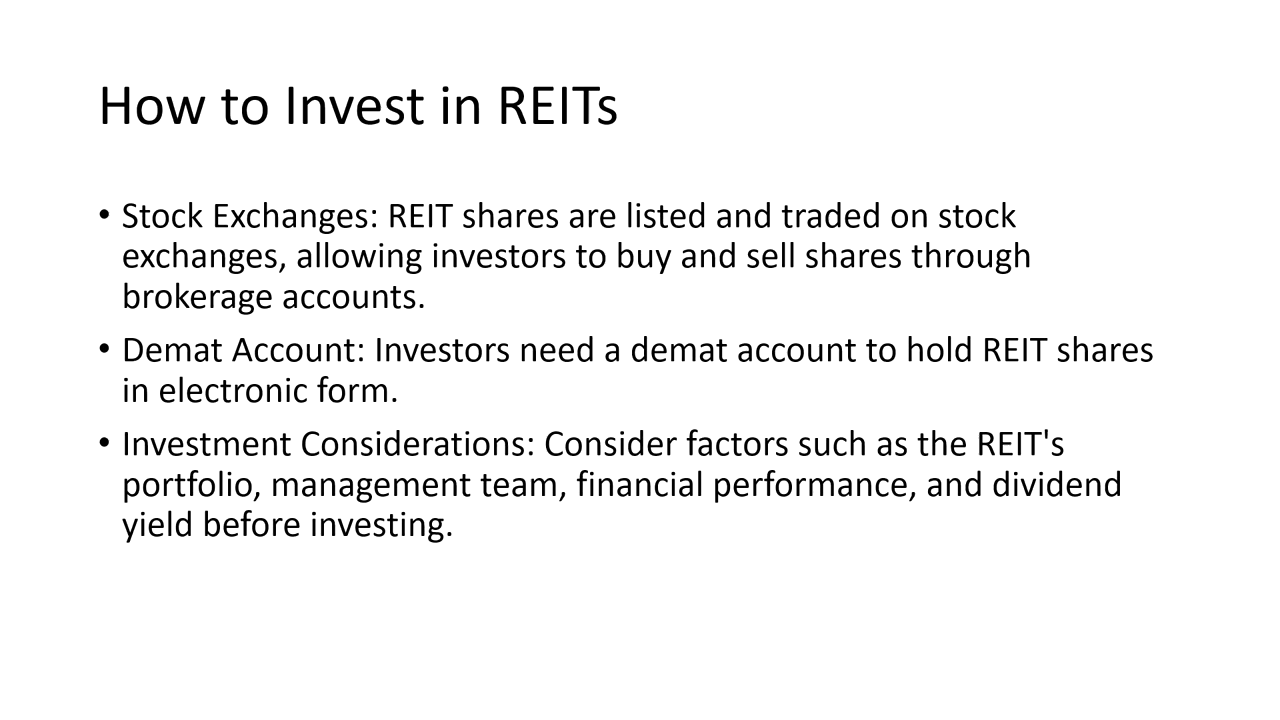 How to Invest in REITs
• Stock Exchanges: REIT shares are listed and traded on stock
exchanges, allowing investors to buy and sell shares through
brokerage accounts.
• Demat Account: Investors need a demat account to hold REIT shares
in electronic form.
• Investment Considerations: Consider factors such as the REIT's
portfolio, management team, financial performance, and dividend
yield before investing.